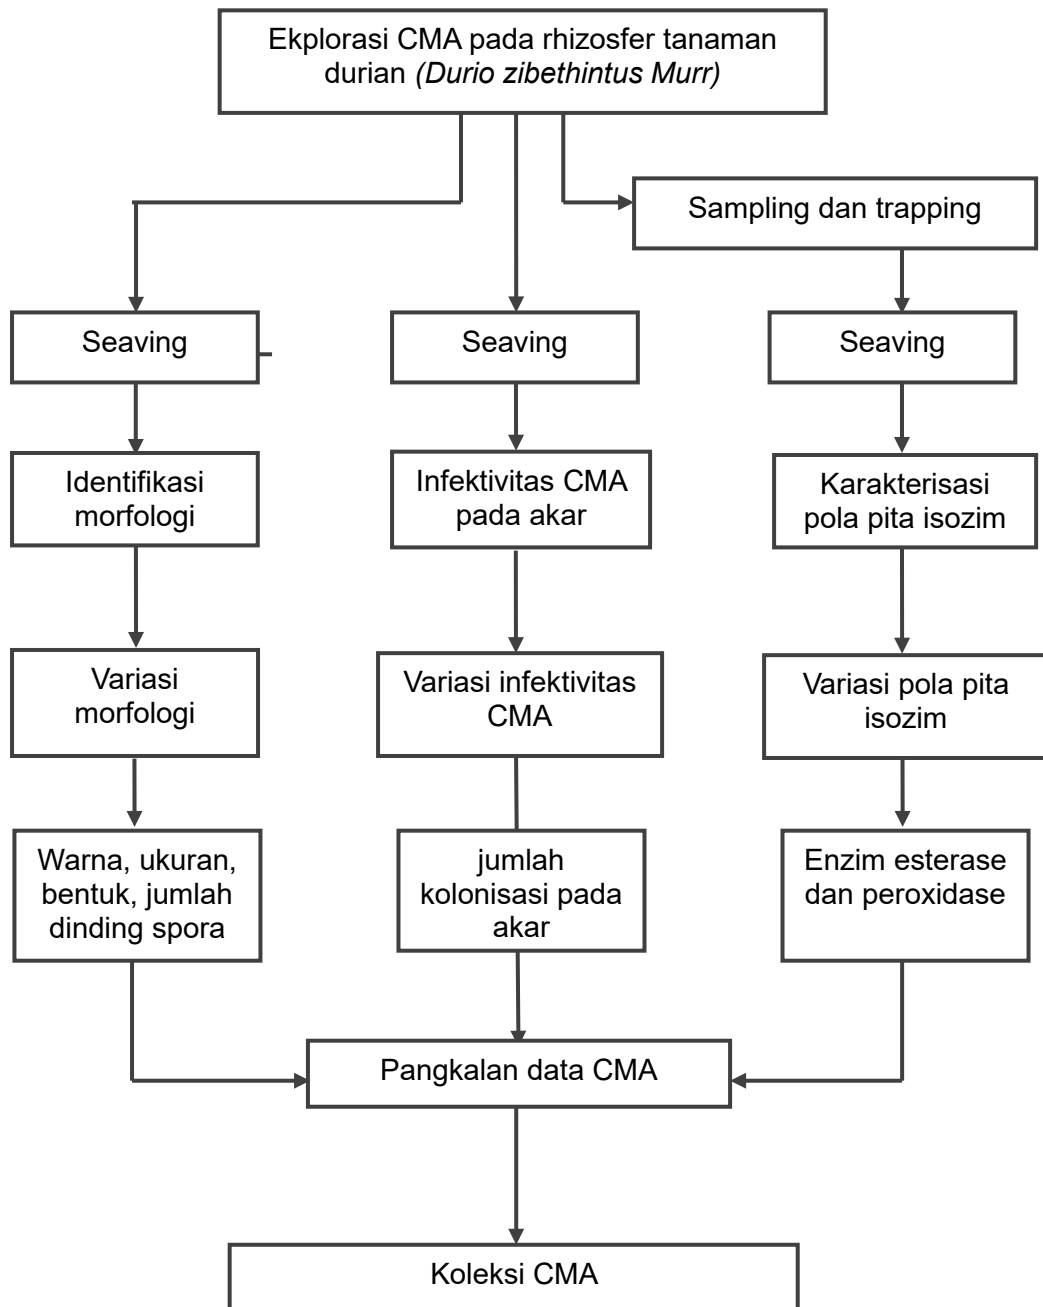 Ekplorasi CMA pada rhizosfer tanaman
durian (Durio zibethintus Murr)
Sampling dan trapping
Seaving
Seaving
Seaving
Identifikasi
morfologi
Infektivitas CMA
pada akar
Karakterisasi
pola pita isozim
Variasi
morfologi
Variasi infektivitas
CMA
Variasi pola pita
isozim
Warna, ukuran,
bentuk, jumlah
dinding spora
jumlah
kolonisasi pada
akar
Enzim esterase
dan peroxidase
Pangkalan data CMA
Koleksi CMA